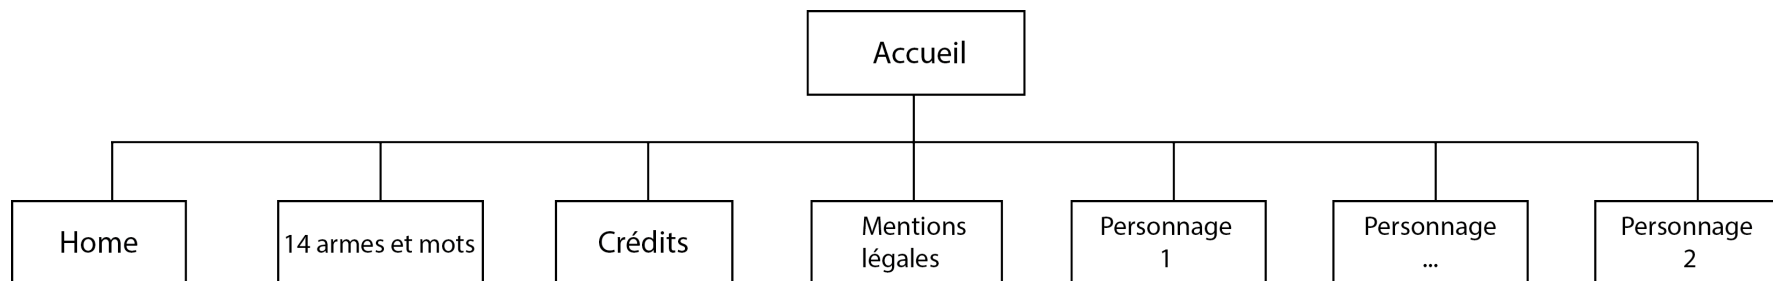 Accueil
Home
14 armes et mots
Crédits
Mentions
légales
Personnage
1
Personnage
...
Personnage
2